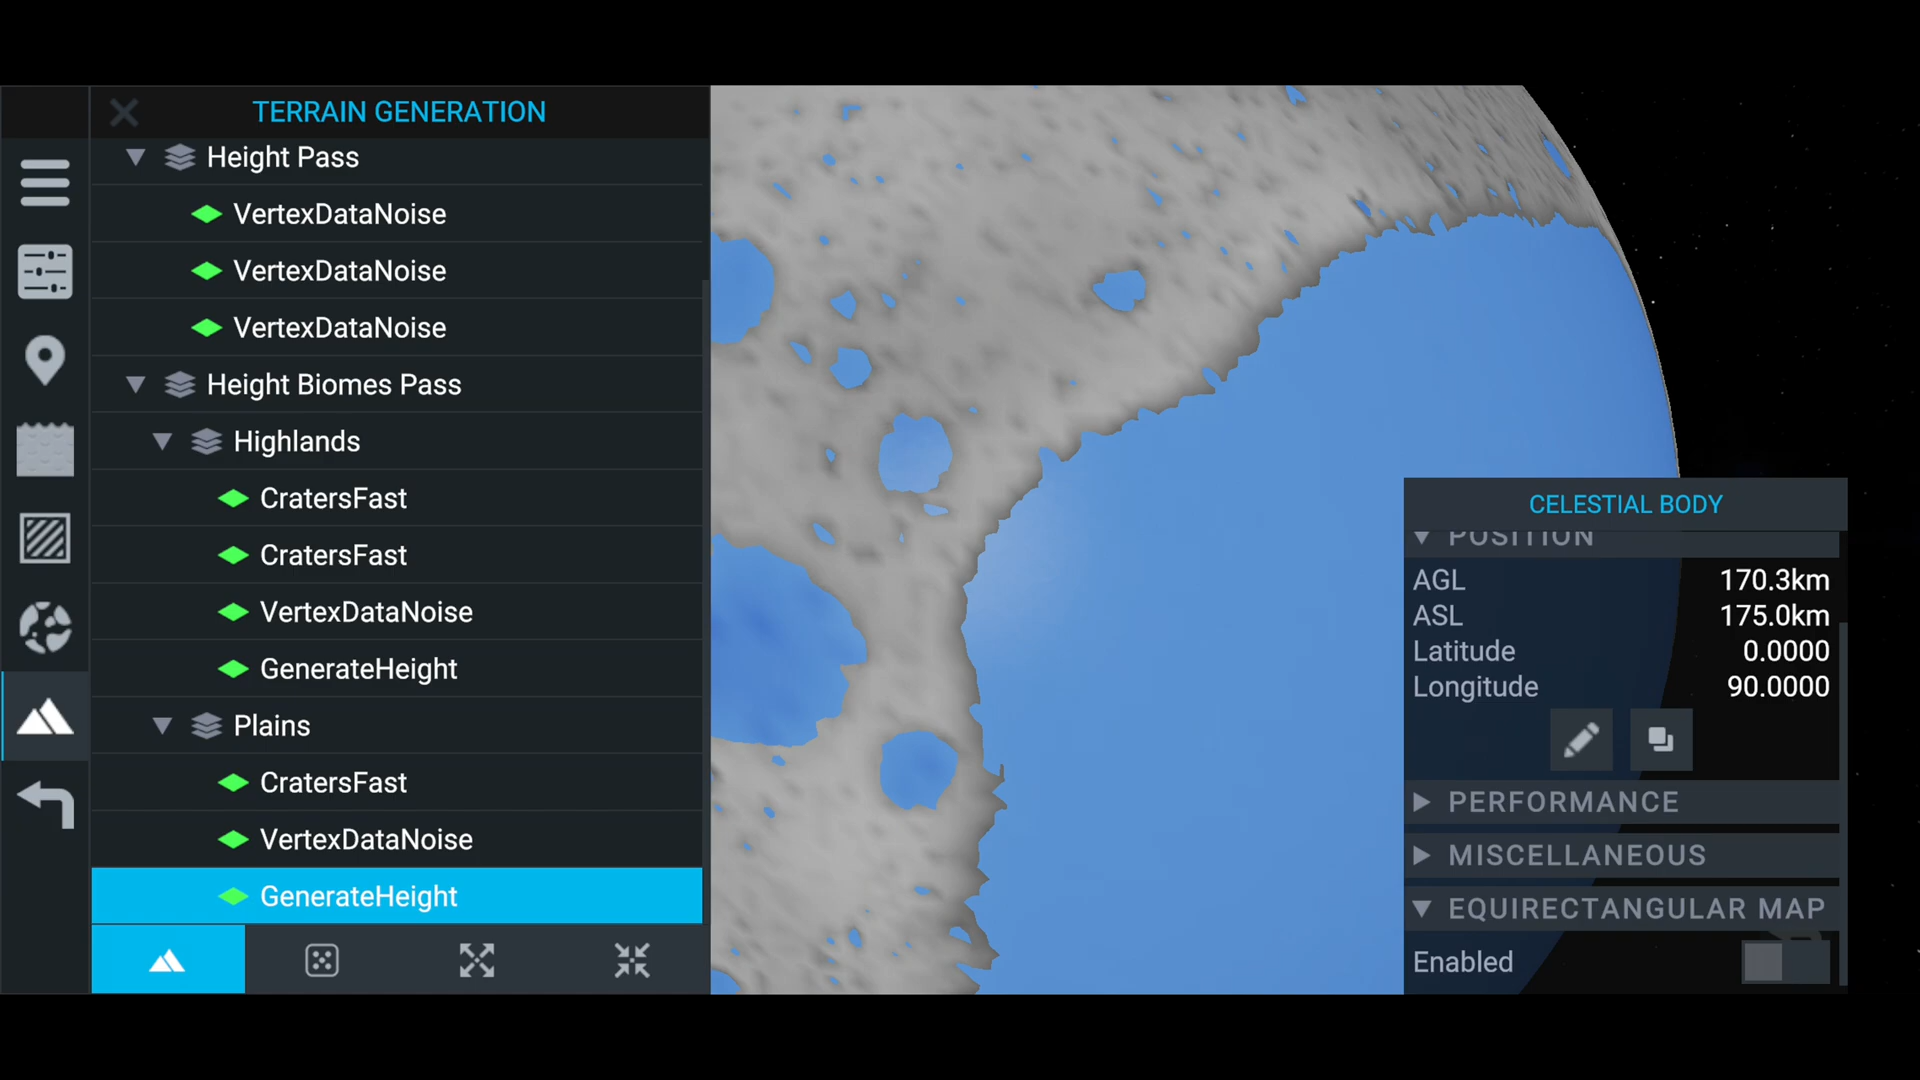 TERRAIN GENERATION
Height Pass
VertexDataNoise
VertexDataNoise
VertexDataNoise
Height Biomes Pass
Highlands
CratersFast
CratersFast
VertexDataNoise
GenerateHeight
Plains
CratersFast
VertexDataNoise
GenerateHeight
CELESTIAL BODY
POSITION
AGL 170.3km
ASL 175.0km
Latitude 0.0000
Longitude 90.0000
PERFORMANCE
MISCELLANEOUS
EQUIRECTANGULAR MAP
Enabled